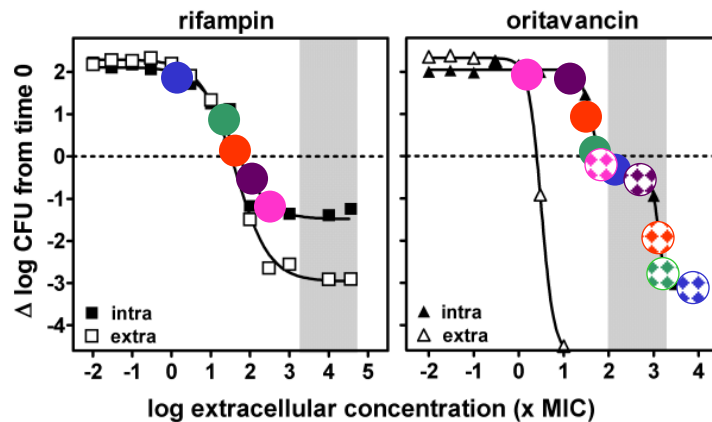 rifampin
oritavancin
Δ log CFU from time 0
2
1
0
-1
-2
-3
-4
intra
extra
intra
extra
-2 -1 0 1 2 3 4 5
-2 -1 0 1 2 3 4
log extracellular concentration (x MIC)